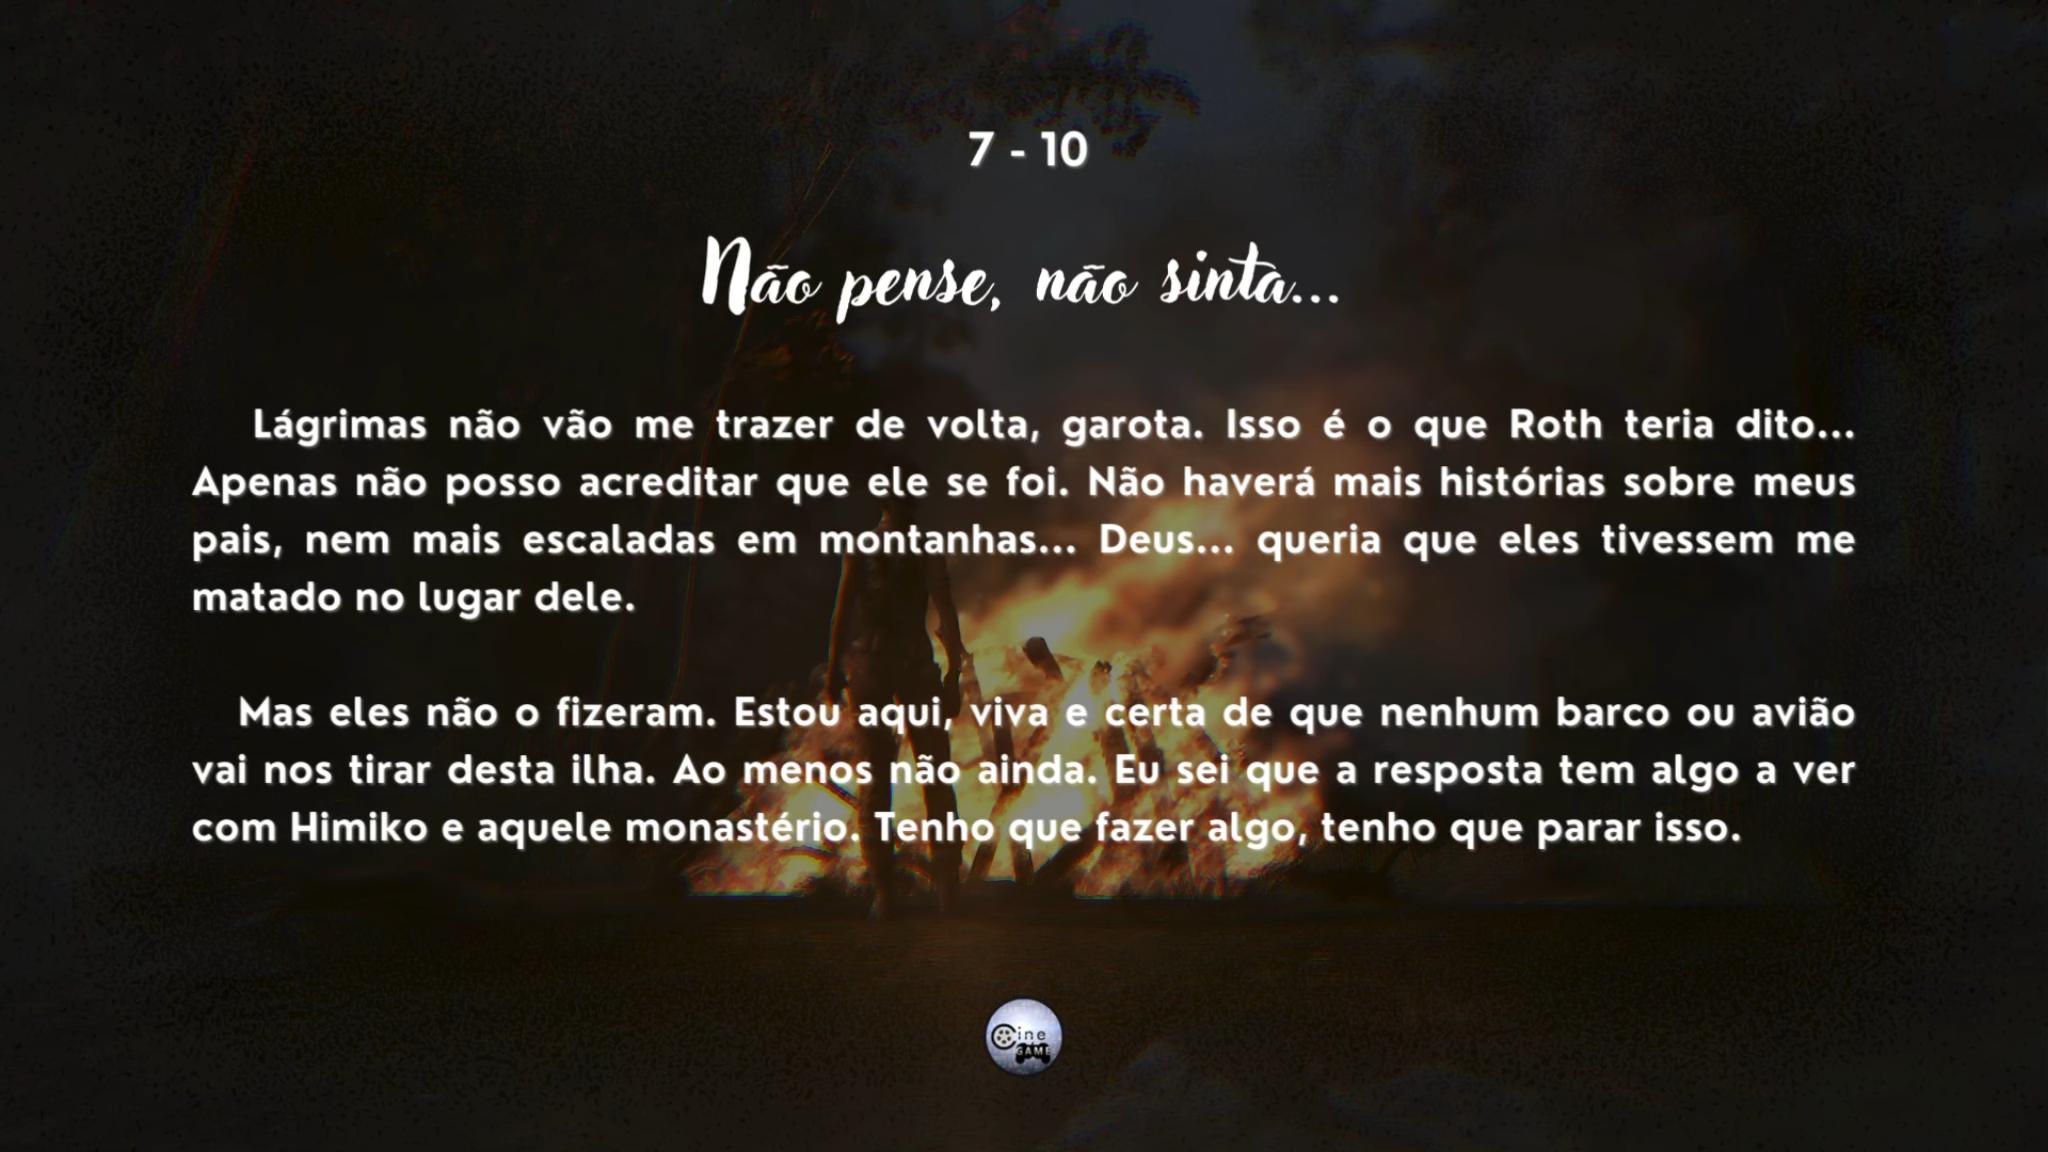 7 - 10
Não pense, não sinta...
Lágrimas não vão me trazer de volta, garota. Isso é o que Roth teria dito...
Apenas não posso acreditar que ele se foi. Não haverá mais histórias sobre meus
pais, nem mais escaladas em montanhas... Deus... queria que eles tivessem me
matado no lugar dele.
Mas eles não o fizeram. Estou aqui, viva e certa de que nenhum barco ou avião
vai nos tirar desta ilha. Ao menos não ainda. Eu sei que a resposta tem algo a ver
com Himiko e aquele monastério. Tenho que fazer algo, tenho que parar isso.
Cine
GAME